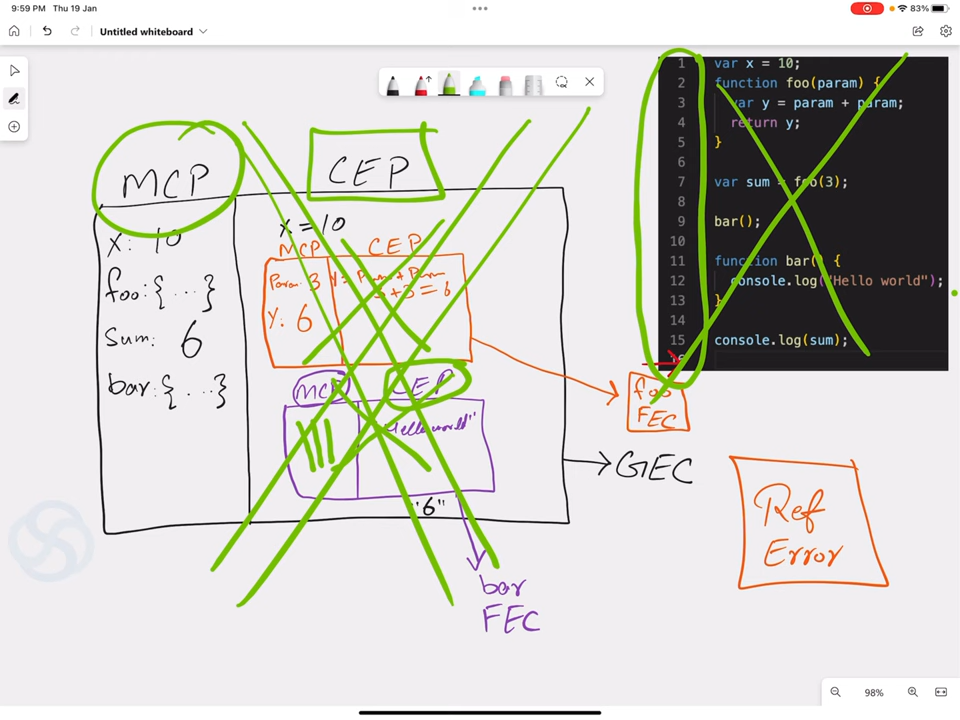 9:59 PM Thu 19 Jan
83%
Untitled whiteboard
MCP
CEP
x: 10
foo:{ ... }
Sum: 6
bar:{ ... }
x = 10
MCP CEP
Param: 3
y: 6
y = Param + Param
3+3 = 6
MCP CEP
Hello world"
"6"
foo
FEC
GEC
bar
FEC
Ref
Error
1 var x = 10;
2 function foo(param) {
3 var y = param + param;
4 return y;
5 }
6
7 var sum = foo(3);
8
9 bar();
10
11 function bar() {
12 console.log("Hello world");
13 }
14
15 console.log(sum);
16
98%